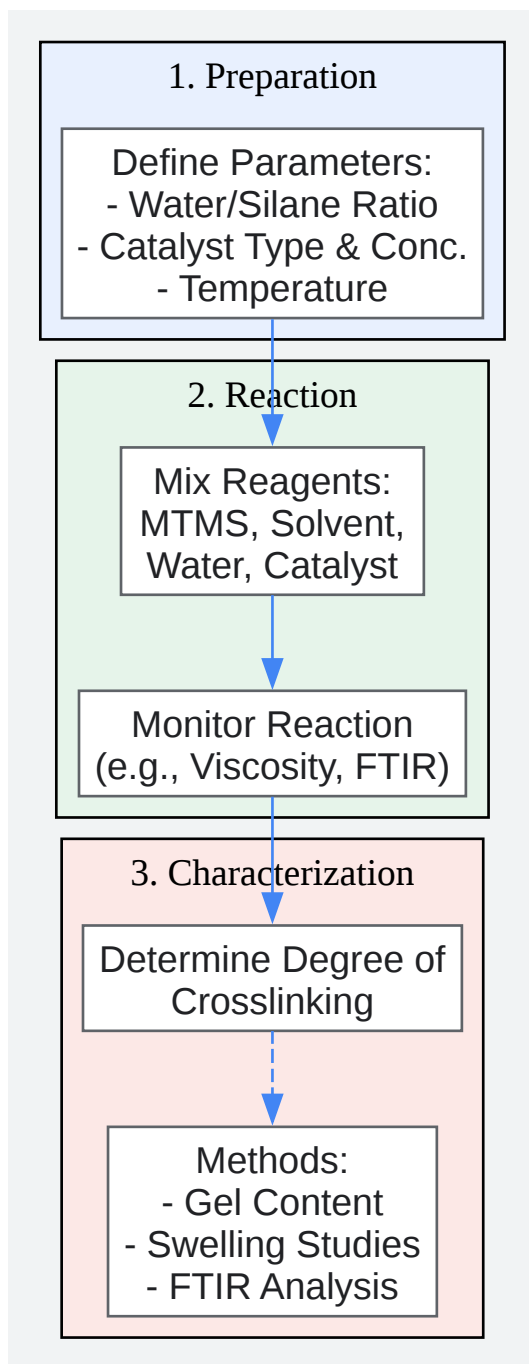 1. Preparation
Define Parameters:
- Water/Silane Ratio
- Catalyst Type & Conc.
- Temperature
2. Reaction
Mix Reagents:
MTMS, Solvent,
Water, Catalyst
Monitor Reaction
(e.g., Viscosity, FTIR)
3. Characterization
Determine Degree of
Crosslinking
Methods:
- Gel Content
- Swelling Studies
- FTIR Analysis